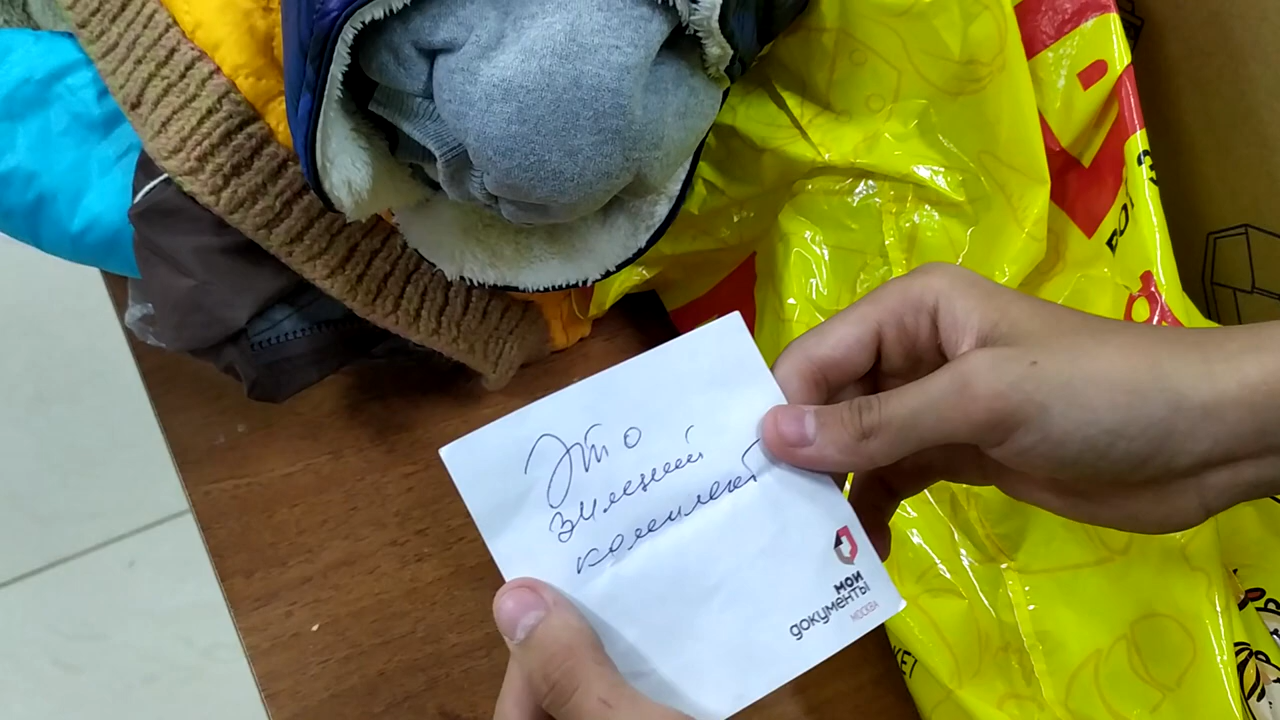 Это
зимний
комплект
мои
документы
МОСКВА